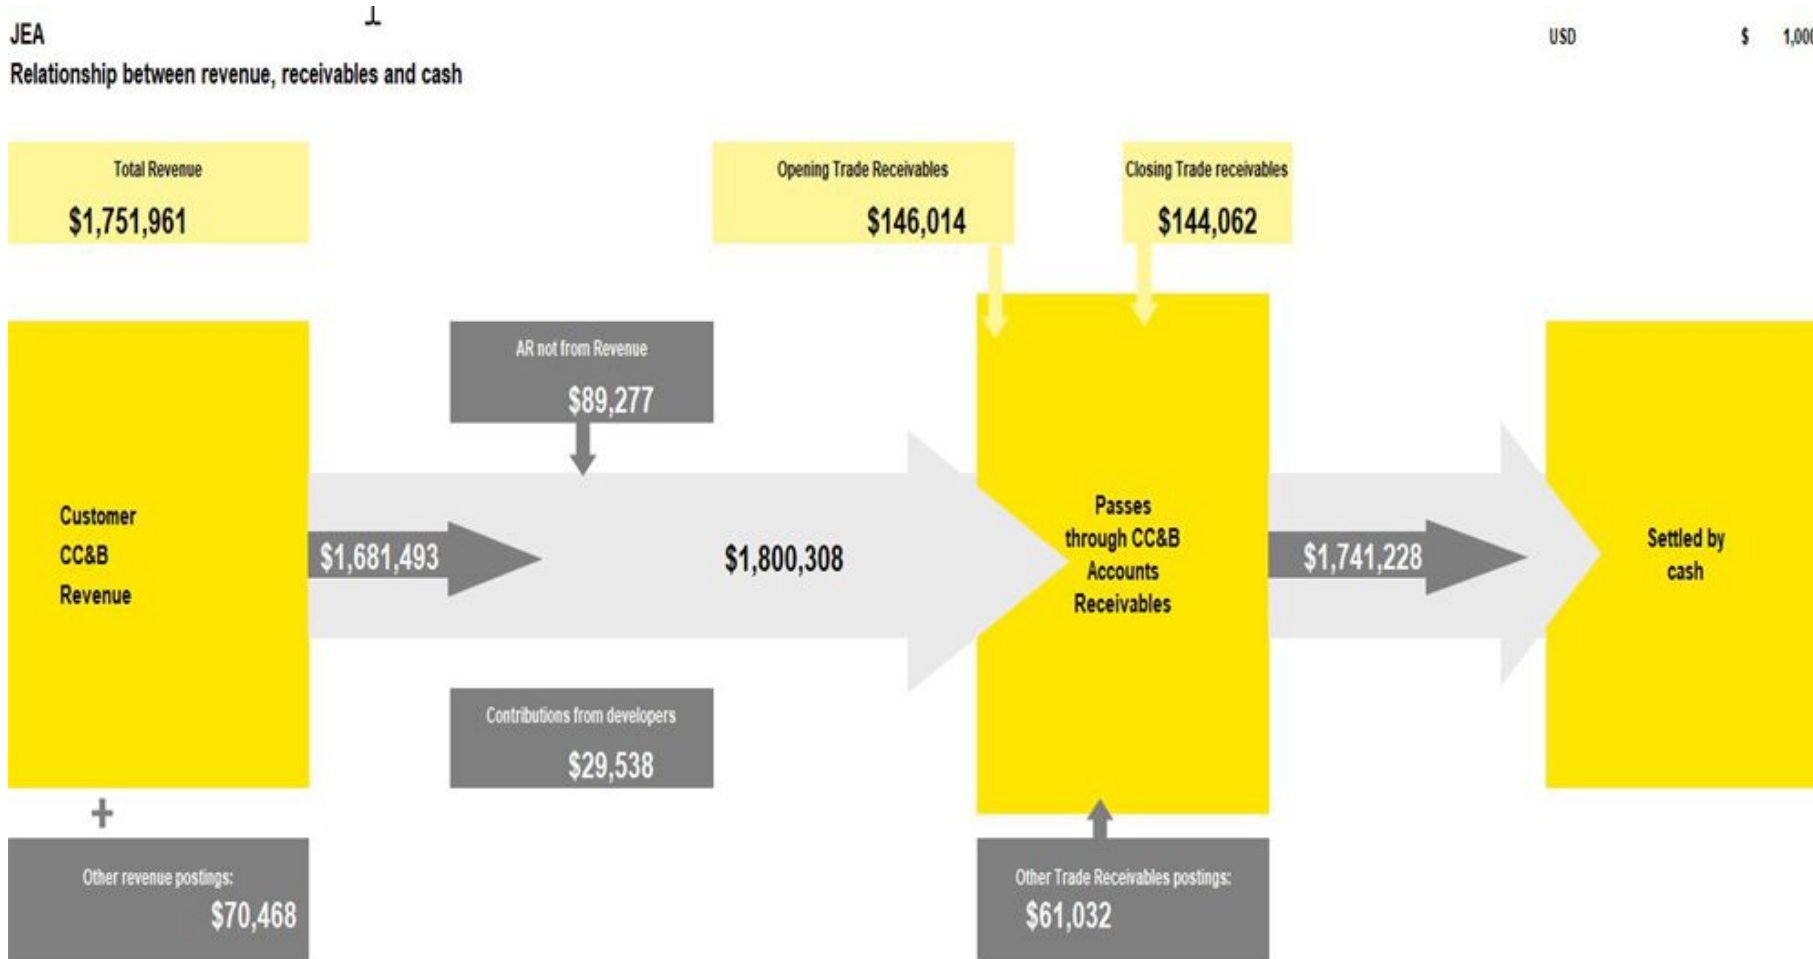 JEA
USD $ 1,000
Relationship between revenue, receivables and cash
Total Revenue
$1,751,961
Opening Trade Receivables
$146,014
Closing Trade receivables
$144,062
AR not from Revenue
$89,277
Customer
CC&B
Revenue
$1,681,493
$1,800,308
Passes
through CC&B
Accounts
Receivables
$1,741,228
Settled by
cash
Contributions from developers
$29,538
+
Other revenue postings:
$70,468
Other Trade Receivables postings:
$61,032